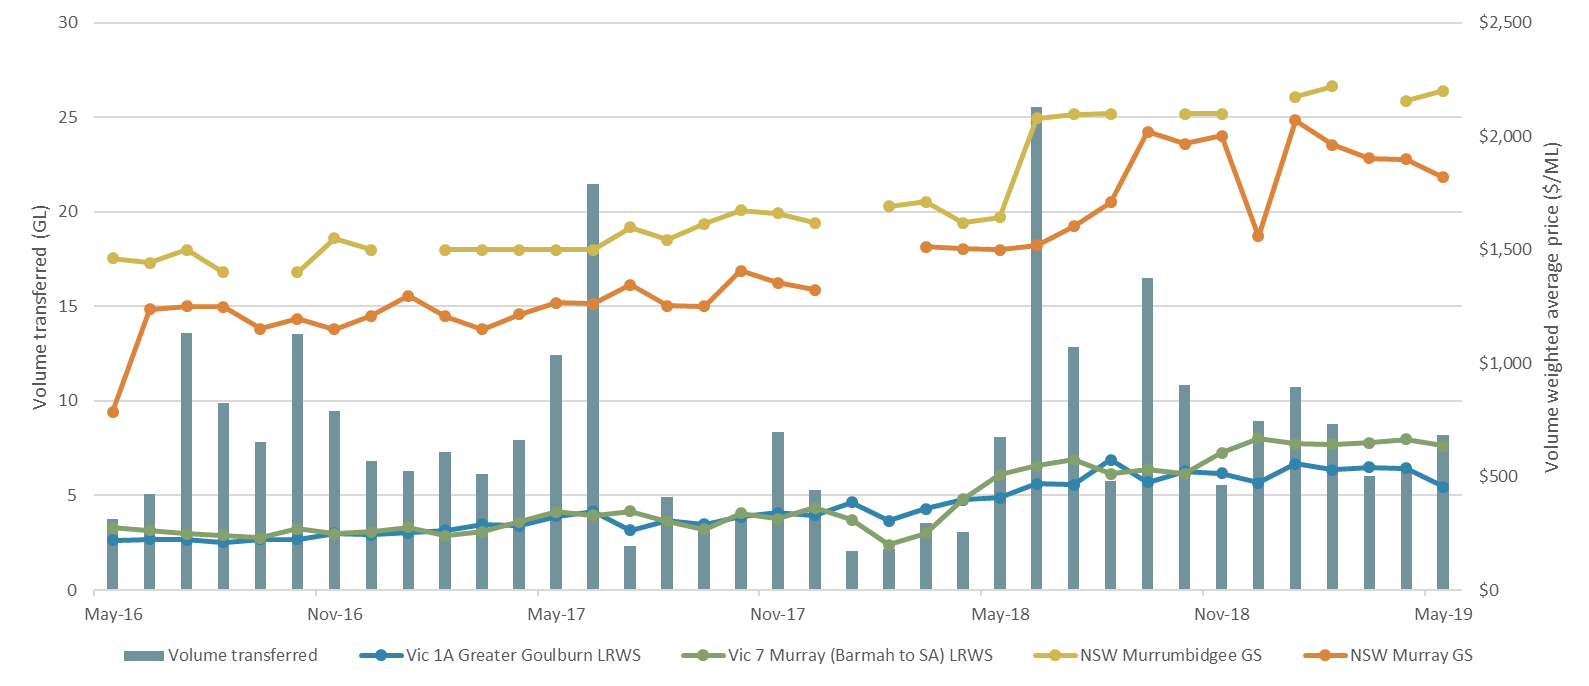 30
25
20
15
10
5
0
Volume transferred (GL)
$2,500
$2,000
$1,500
$1,000
$500
$0
Volume weighted average price ($/ML)
May-16
Nov-16
May-17
Nov-17
May-18
Nov-18
May-19
Volume transferred
Vic 1A Greater Goulburn LRWS
Vic 7 Murray (Barmah to SA) LRWS
NSW Murrumbidgee GS
NSW Murray GS